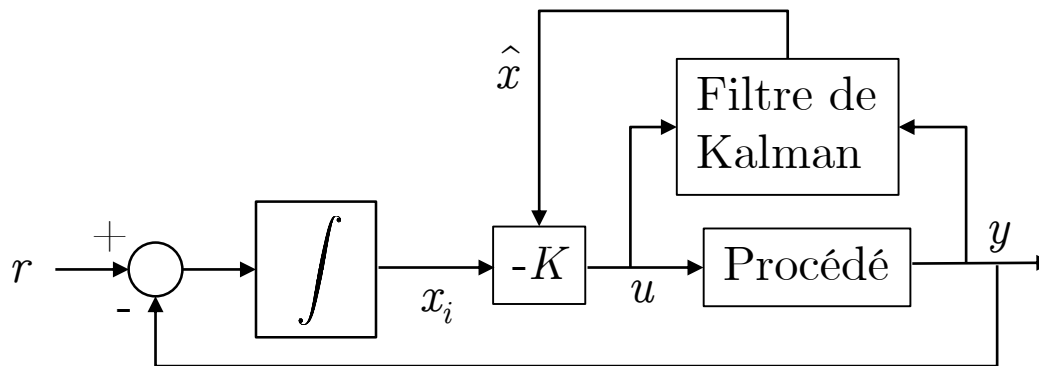 x̂
Filtre de
Kalman
+
r
-
∫
x_i
-K
u
Procédé
y